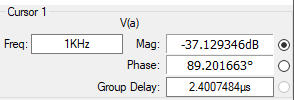 Cursor 1
V(a)
Freq: 1KHz Mag: -37.129346dB
Phase: 89.201663°
Group Delay: 2.4007484µs